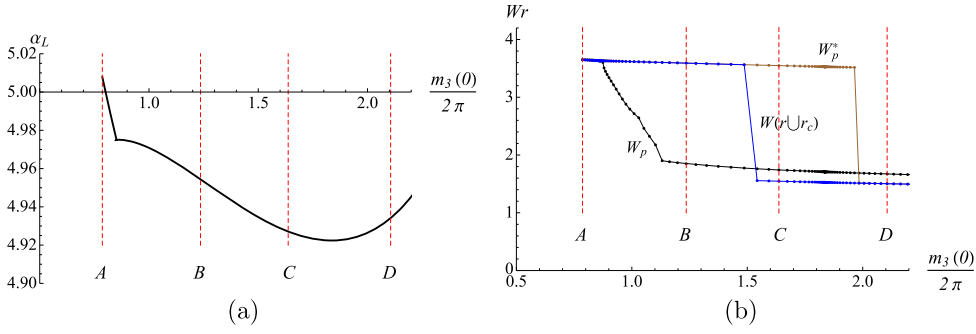 α_L
5.02
5.00
4.98
4.96
4.94
4.92
4.90
1.0
1.5
2.0
m₃(0)
2π
A
B
C
D
(a)
Wr
4
3
2
1
0
0.5
1.0
1.5
2.0
W_p^*
W(r⋃r_c)
W_p
A
B
C
D
m₃(0)
2π
(b)